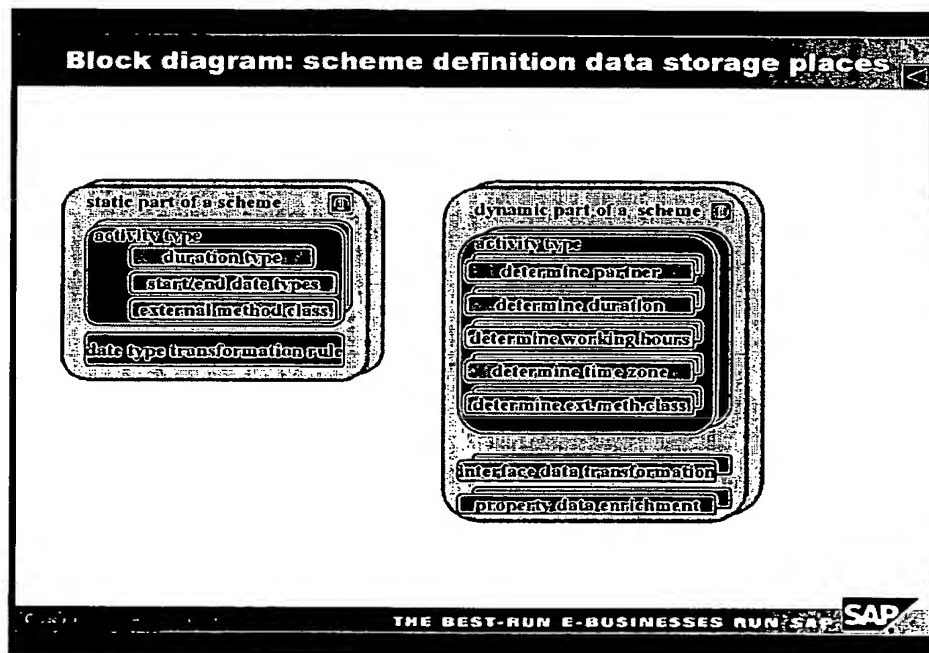 Block diagram: scheme definition data storage places
static part of a scheme
activity type
duration type
start/end date types
external method class
date type transformation rule
dynamic part of a scheme
activity type
determine partner
determine duration
determine working hours
determine time zone
determine ext. meth. class
interface data transformation
property data enrichment
THE BEST-RUN E-BUSINESSES RUN SAP
SAP